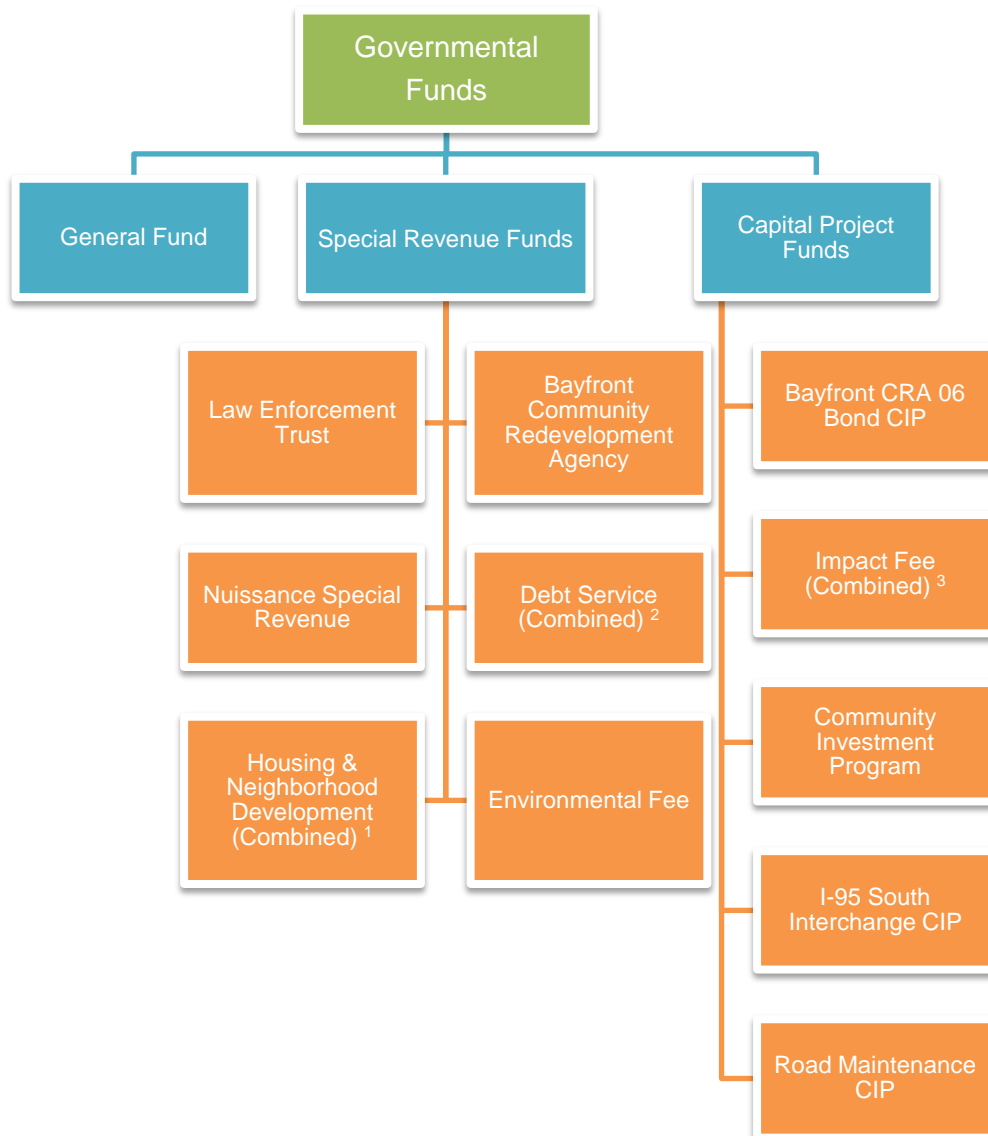 Governmental
Funds
General Fund
Special Revenue Funds
Capital Project
Funds
Law Enforcement
Trust
Bayfront
Community
Redevelopment
Agency
Bayfront CRA 06
Bond CIP
Nuissance Special
Revenue
Debt Service
(Combined) 2
Impact Fee
(Combined) 3
Housing &
Neighborhood
Development
(Combined) 1
Environmental Fee
Community
Investment
Program
I-95 South
Interchange CIP
Road Maintenance
CIP